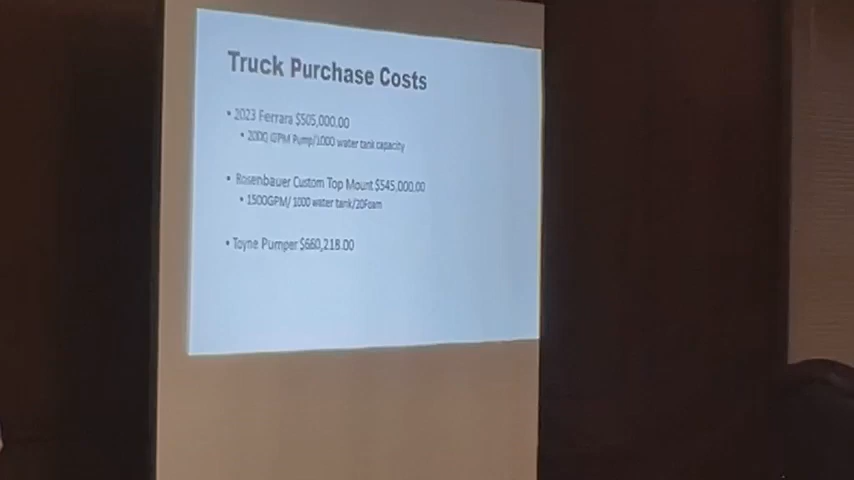 Truck Purchase Costs
• 2023 Ferrara $505,000.00
• 2000 GPM Pump/1000 water tank capacity
• Rosenbauer Custom Top Mount $545,000.00
• 1500GPM/ 1000 water tank/20Foam
• Toyne Pumper $660,218.00